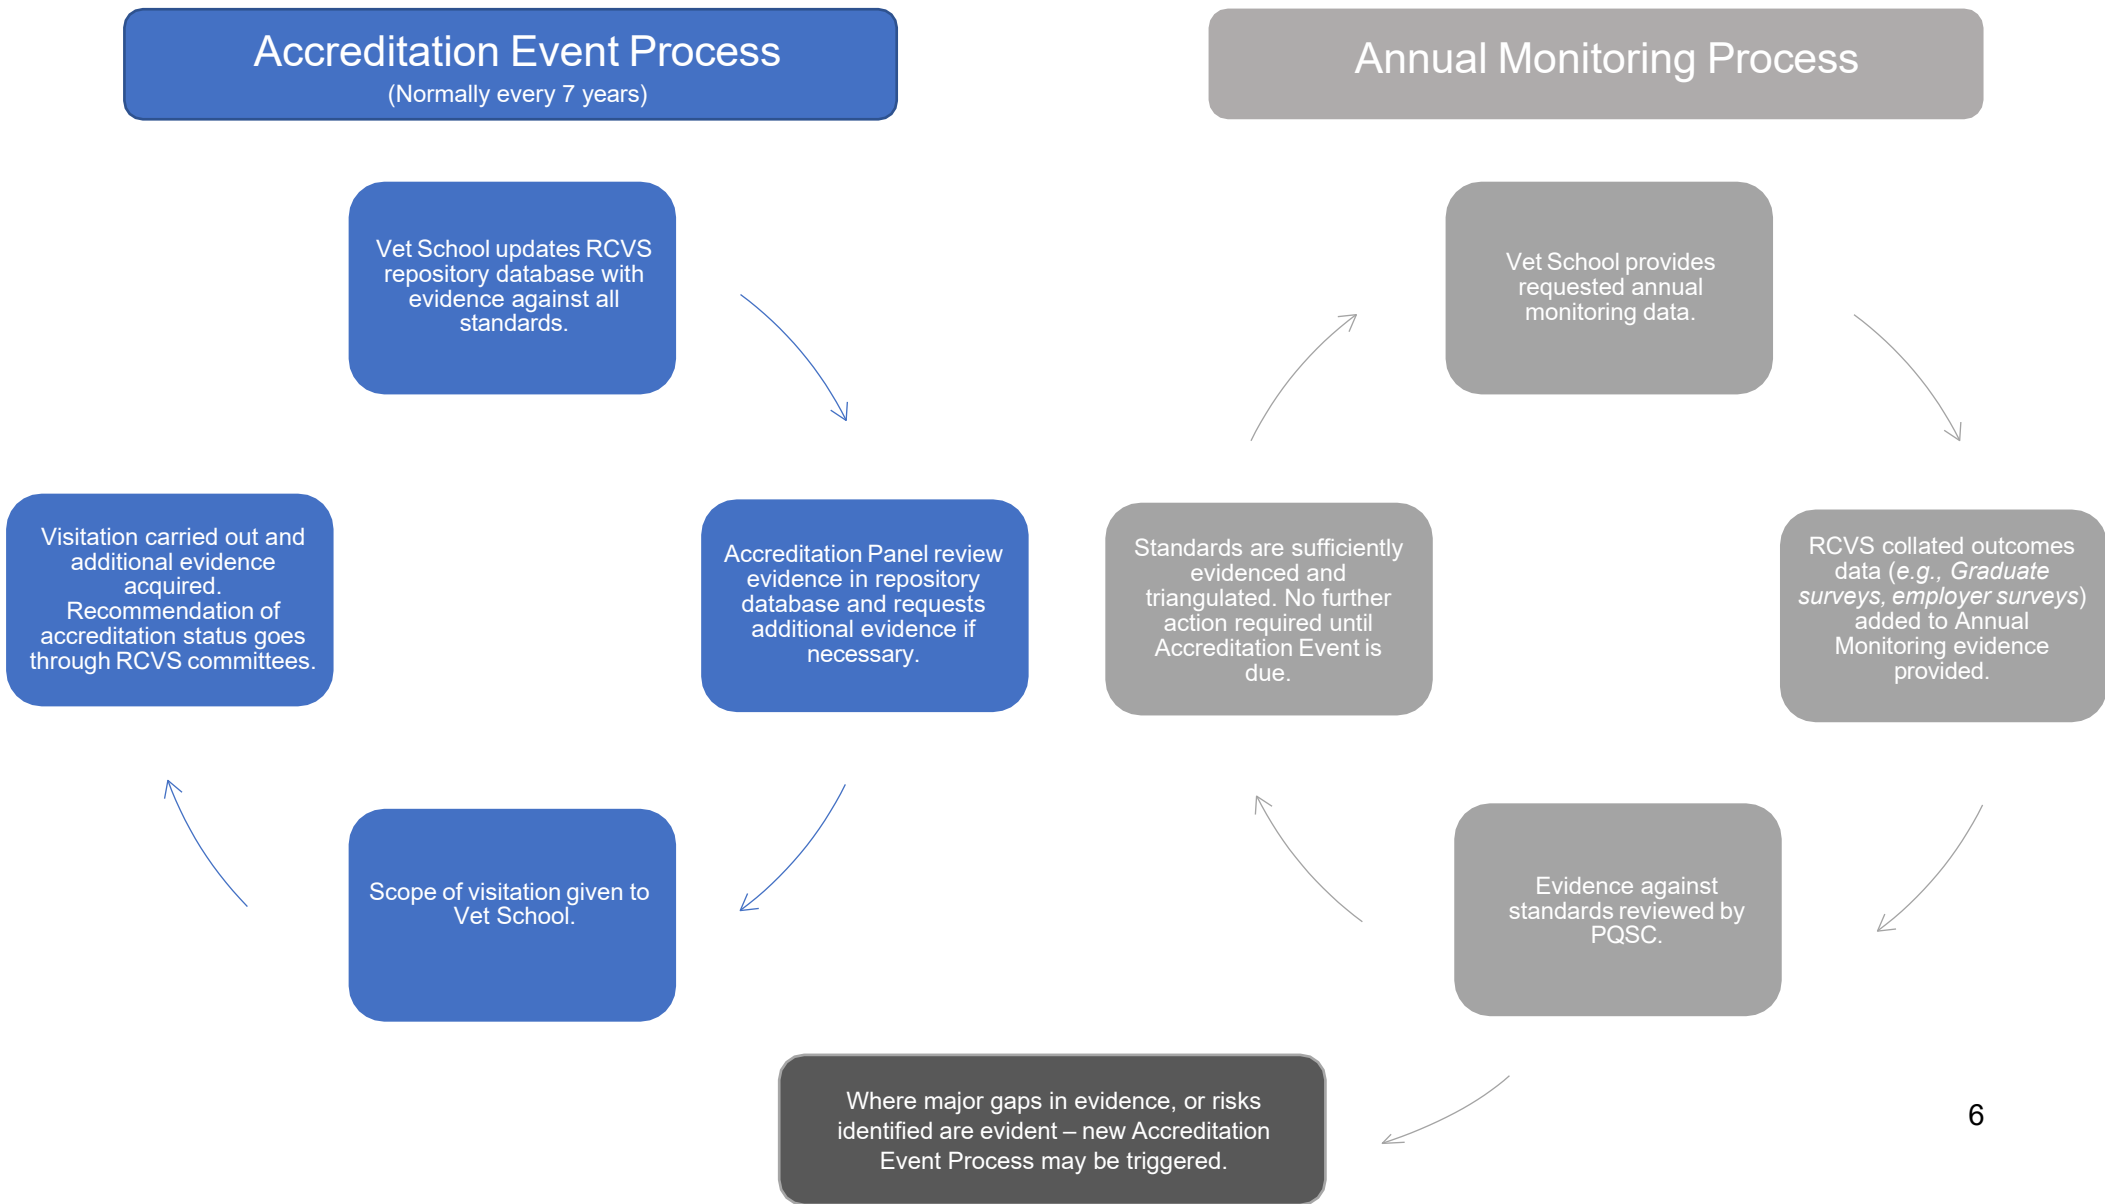 Accreditation Event Process
(Normally every 7 years)
Vet School updates RCVS
repository database with
evidence against all
standards.
Accreditation Panel review
evidence in repository
database and requests
additional evidence if
necessary.
Scope of visitation given to
Vet School.
Visitation carried out and
additional evidence
acquired.
Recommendation of
accreditation status goes
through RCVS committees.
Annual Monitoring Process
Vet School provides
requested annual
monitoring data.
RCVS collated outcomes
data (e.g., Graduate
surveys, employer surveys)
added to Annual
Monitoring evidence
provided.
Evidence against
standards reviewed by
PQSC.
Standards are sufficiently
evidenced and
triangulated. No further
action required until
Accreditation Event is
due.
Where major gaps in evidence, or risks
identified are evident – new Accreditation
Event Process may be triggered.
6